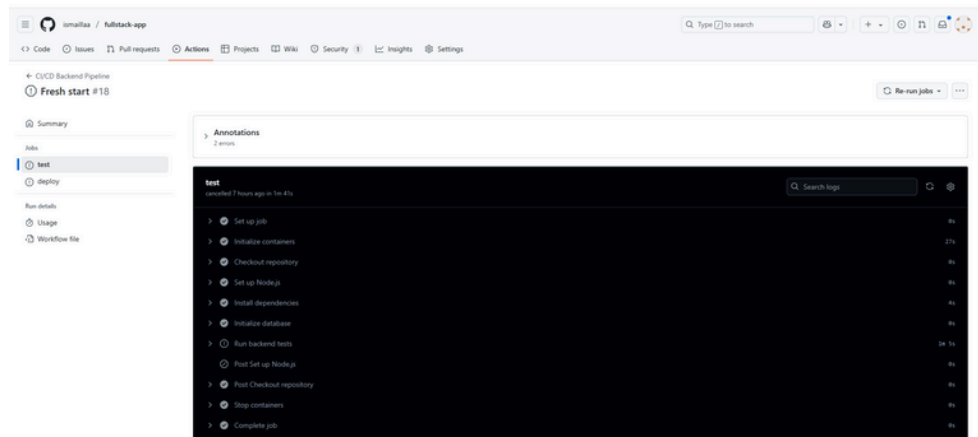 ismaillaa / fullstack-app
Type / to search
Code Issues Pull requests Actions Projects Wiki Security 1 Insights Settings
← CI/CD Backend Pipeline
Fresh start #18
Re-run jobs
Summary
Jobs
test
deploy
Run details
Usage
Workflow file
Annotations
2 errors
test
cancelled 7 hours ago in 1m 41s
Search logs
Set up job 0s
Initialize containers 27s
Checkout repository 0s
Set up Node.js 0s
Install dependencies 4s
Initialize database 0s
Run backend tests 1m 5s
Post Set up Node.js 0s
Post Checkout repository 0s
Stop containers 0s
Complete job 0s